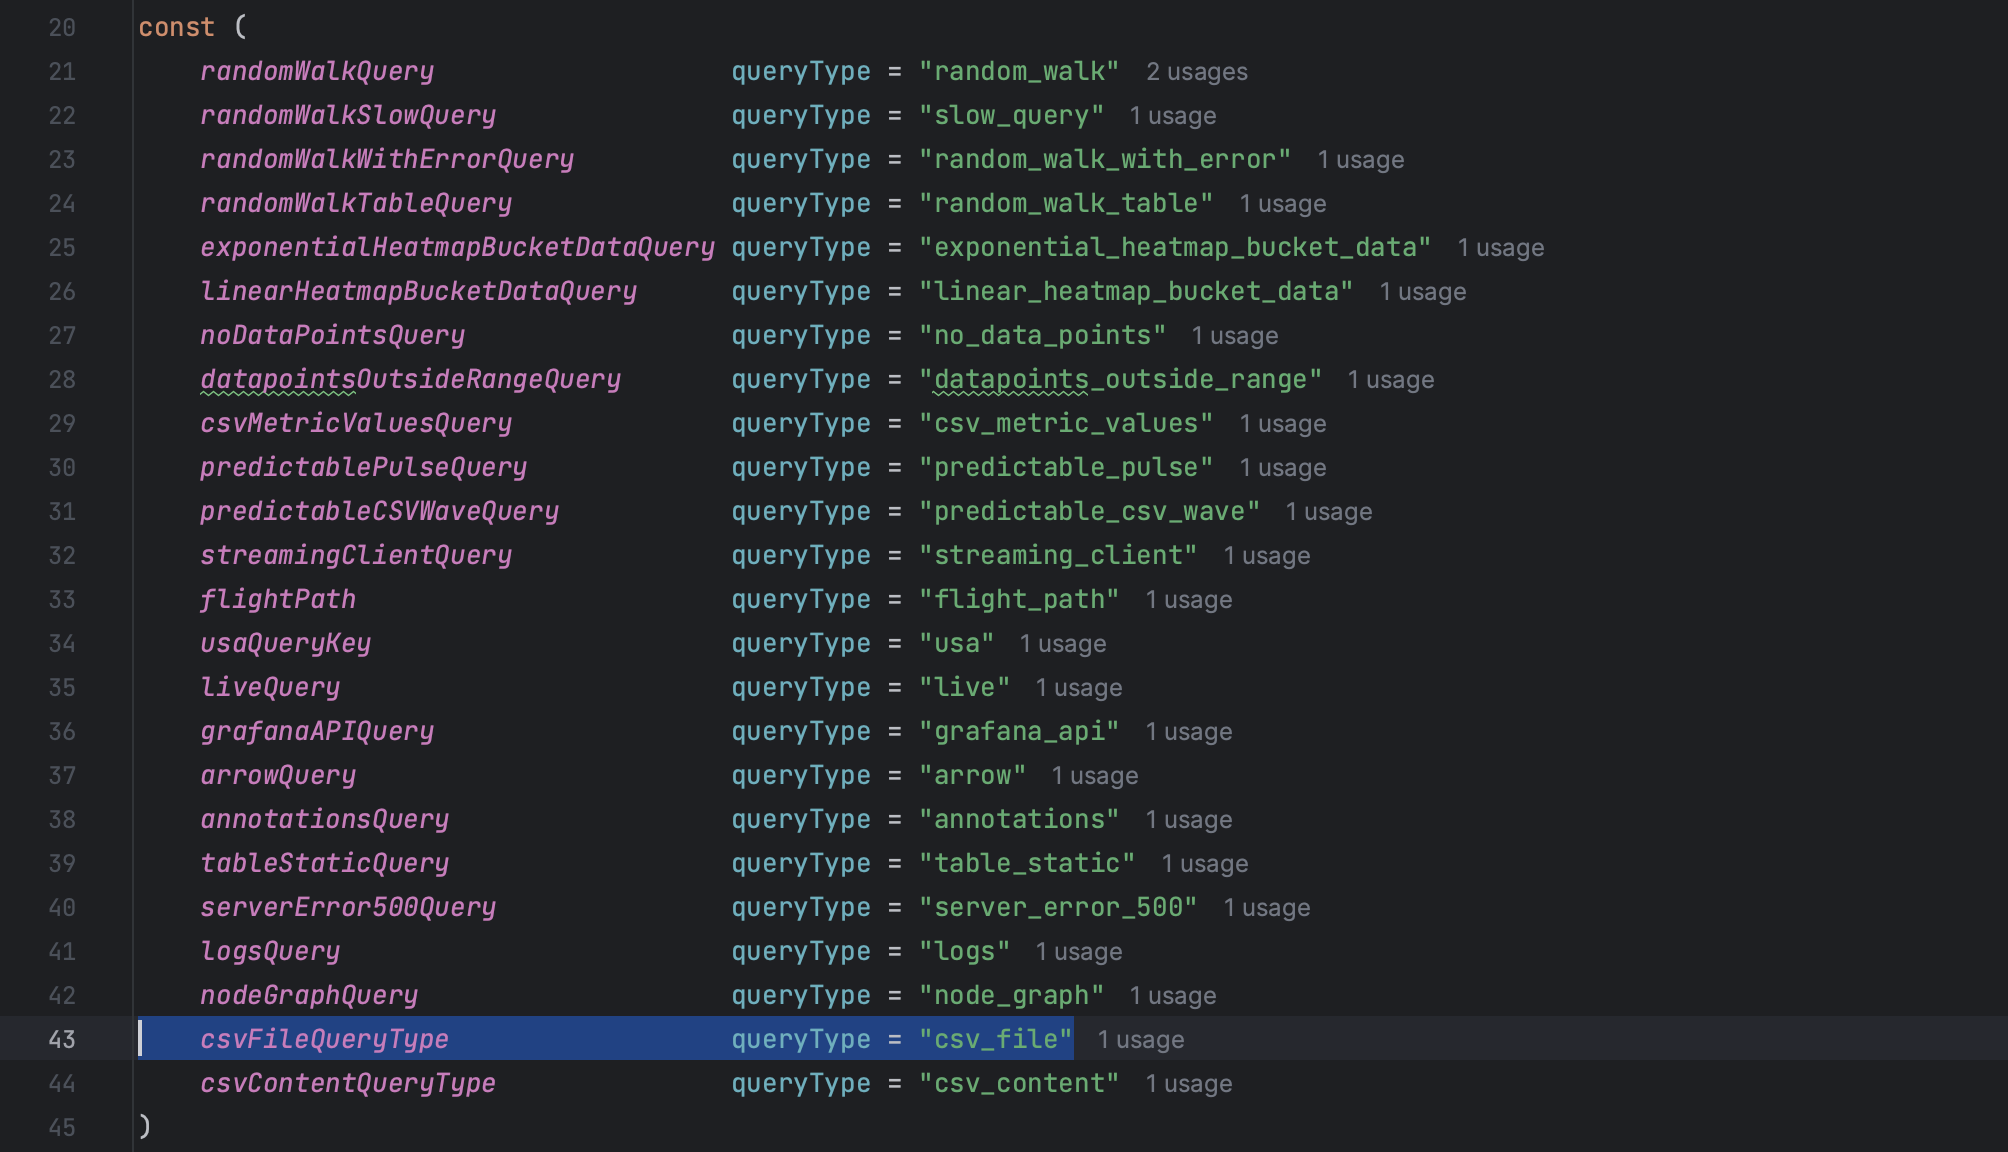 20 const (
21 randomWalkQuery queryType = "random_walk" 2 usages
22 randomWalkSlowQuery queryType = "slow_query" 1 usage
23 randomWalkWithErrorQuery queryType = "random_walk_with_error" 1 usage
24 randomWalkTableQuery queryType = "random_walk_table" 1 usage
25 exponentialHeatmapBucketDataQuery queryType = "exponential_heatmap_bucket_data" 1 usage
26 linearHeatmapBucketDataQuery queryType = "linear_heatmap_bucket_data" 1 usage
27 noDataPointsQuery queryType = "no_data_points" 1 usage
28 datapointsOutsideRangeQuery queryType = "datapoints_outside_range" 1 usage
29 csvMetricValuesQuery queryType = "csv_metric_values" 1 usage
30 predictablePulseQuery queryType = "predictable_pulse" 1 usage
31 predictableCSVWaveQuery queryType = "predictable_csv_wave" 1 usage
32 streamingClientQuery queryType = "streaming_client" 1 usage
33 flightPath queryType = "flight_path" 1 usage
34 usaQueryKey queryType = "usa" 1 usage
35 liveQuery queryType = "live" 1 usage
36 grafanaAPIQuery queryType = "grafana_api" 1 usage
37 arrowQuery queryType = "arrow" 1 usage
38 annotationsQuery queryType = "annotations" 1 usage
39 tableStaticQuery queryType = "table_static" 1 usage
40 serverError500Query queryType = "server_error_500" 1 usage
41 logsQuery queryType = "logs" 1 usage
42 nodeGraphQuery queryType = "node_graph" 1 usage
43 csvFileQueryType queryType = "csv_file" 1 usage
44 csvContentQueryType queryType = "csv_content" 1 usage
45 )